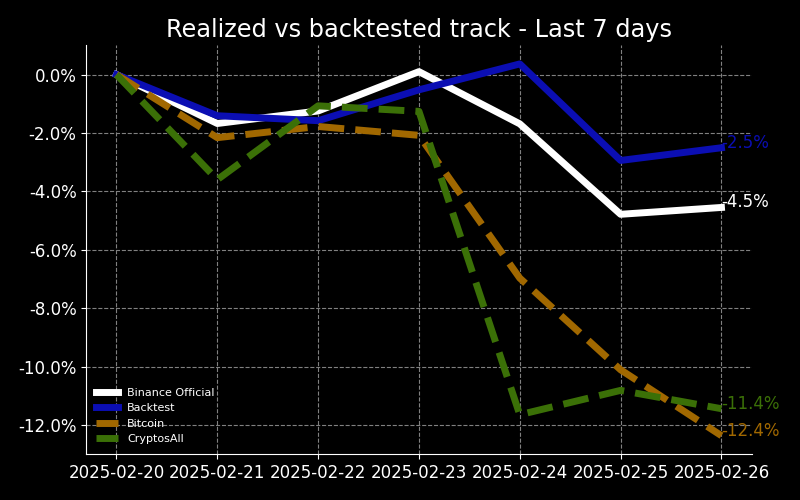 Realized vs backtested track - Last 7 days
0.0%
-2.0%
-4.0%
-6.0%
-8.0%
-10.0%
-12.0%
-2.5%
-4.5%
-11.4%
-12.4%
Binance Official
Backtest
Bitcoin
CryptosAll
2025-02-20 2025-02-21 2025-02-22 2025-02-23 2025-02-24 2025-02-25 2025-02-26